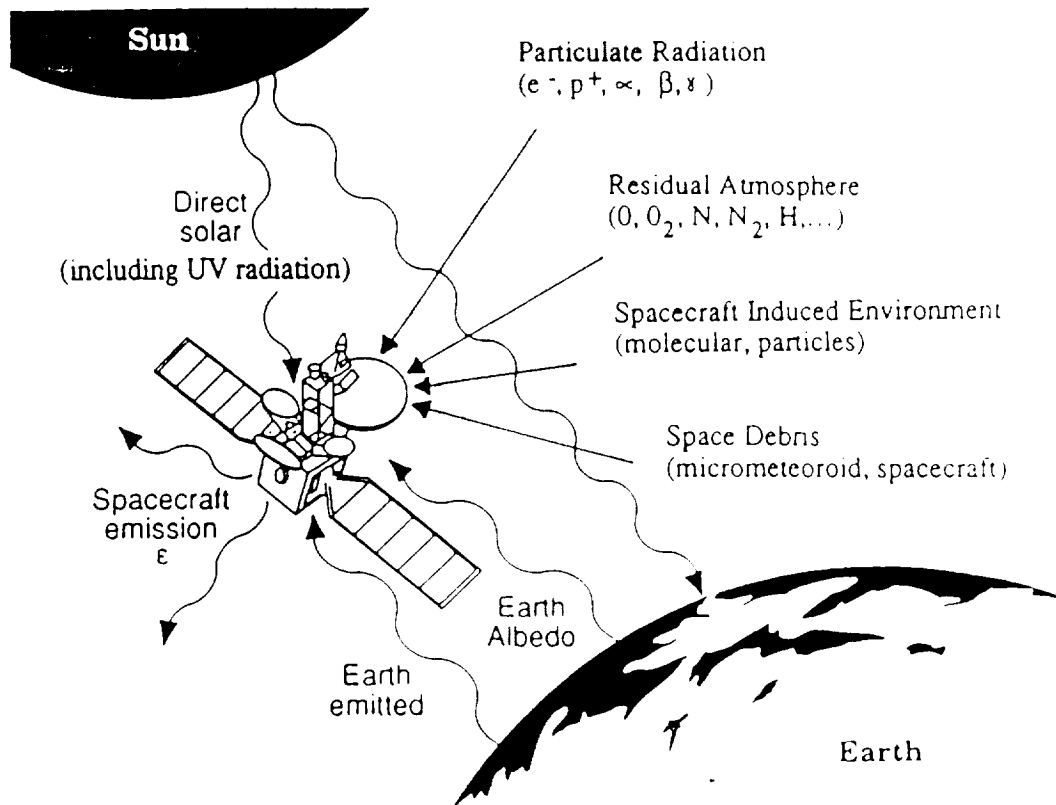 Sun
Particulate Radiation
(e⁻, p⁺, ∝, β, γ)
Residual Atmosphere
(O, O₂, N, N₂, H,...)
Direct
solar
(including UV radiation)
Spacecraft Induced Environment
(molecular, particles)
Space Debris
(micrometeoroid, spacecraft)
Spacecraft
emission
ε
Earth
Albedo
Earth
emitted
Earth